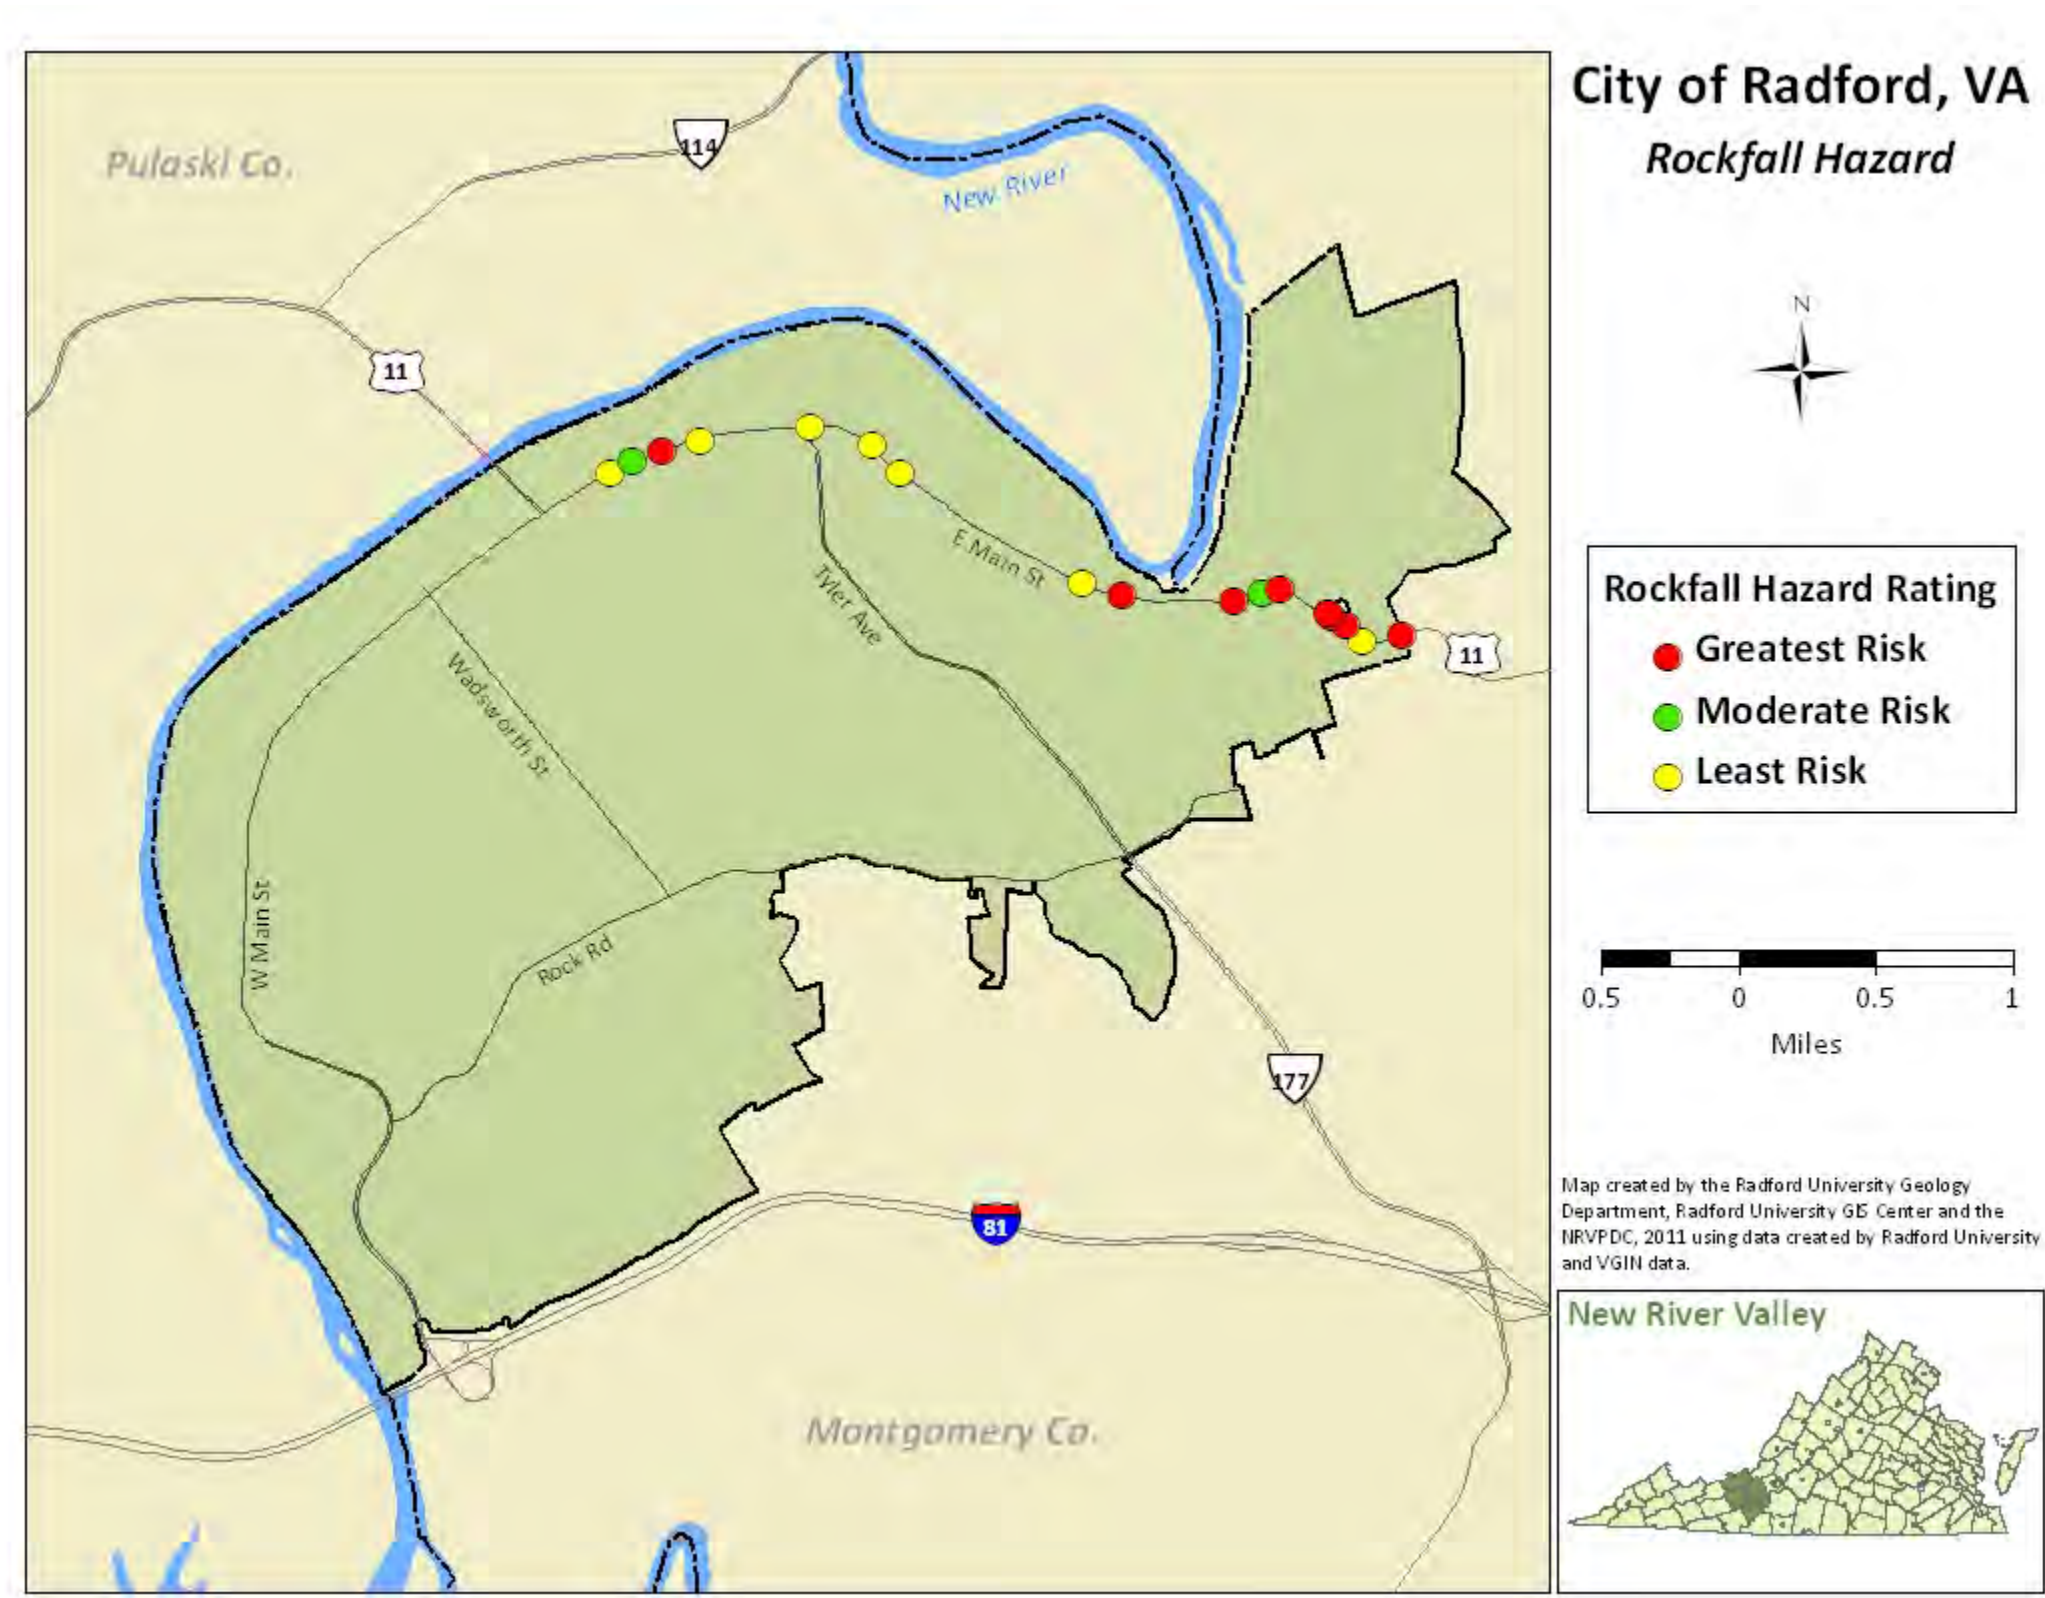 City of Radford, VA
Rockfall Hazard
Pulaski Co.
114
New River
N
11
E Main St
Tyler Ave
Wadsworth St
11
Rockfall Hazard Rating
Greatest Risk
Moderate Risk
Least Risk
W Main St
Rock Rd
0.5 0 0.5 1
Miles
177
81
Montgomery Co.
Map created by the Radford University Geology
Department, Radford University GIS Center and the
NRVPDC, 2011 using data created by Radford University
and VGIN data.
New River Valley